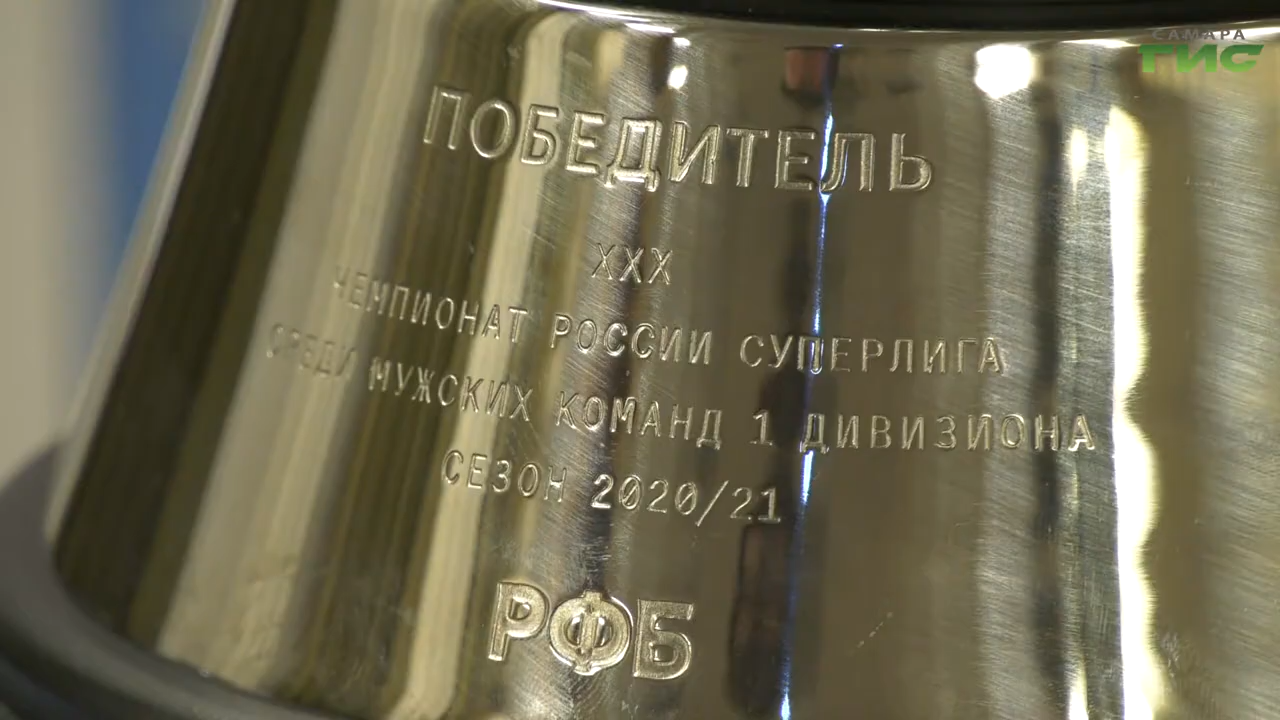 САМАРА
ГИС
ПОБЕДИТЕЛЬ
XXX
ЧЕМПИОНАТ РОССИИ СУПЕРЛИГА
СРЕДИ МУЖСКИХ КОМАНД 1 ДИВИЗИОНА
СЕЗОН 2020/21
РФБ